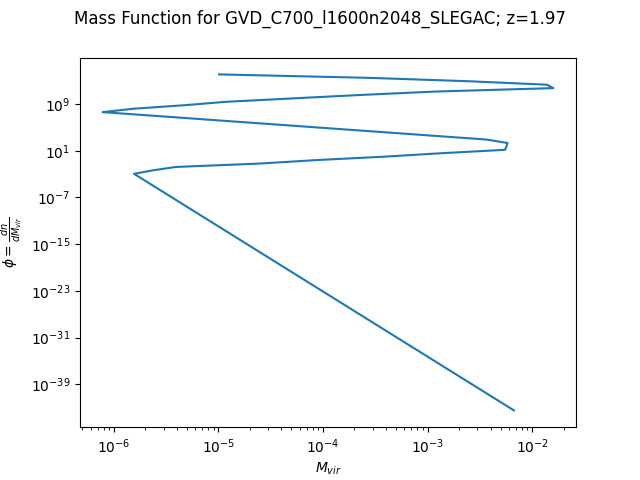 Mass Function for GVD_C700_l1600n2048_SLEGAC; z=1.97
10^9
10^1
10^-7
10^-15
10^-23
10^-31
10^-39
ϕ = dn/dM_vir
10^-6 10^-5 10^-4 10^-3 10^-2
M_vir